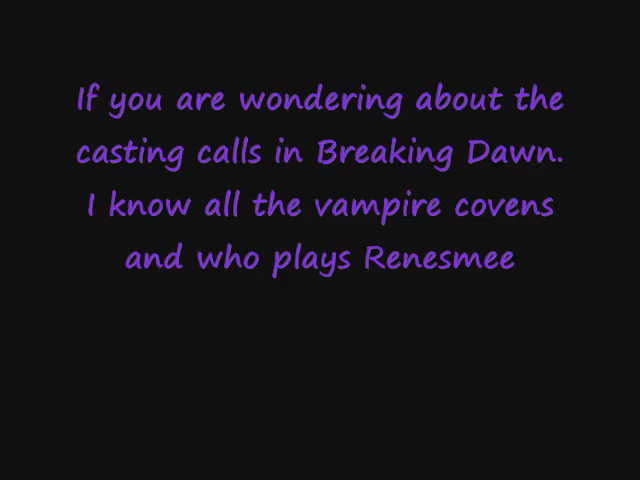 If you are wondering about the
casting calls in Breaking Dawn.
I know all the vampire covens
and who plays Renesmee